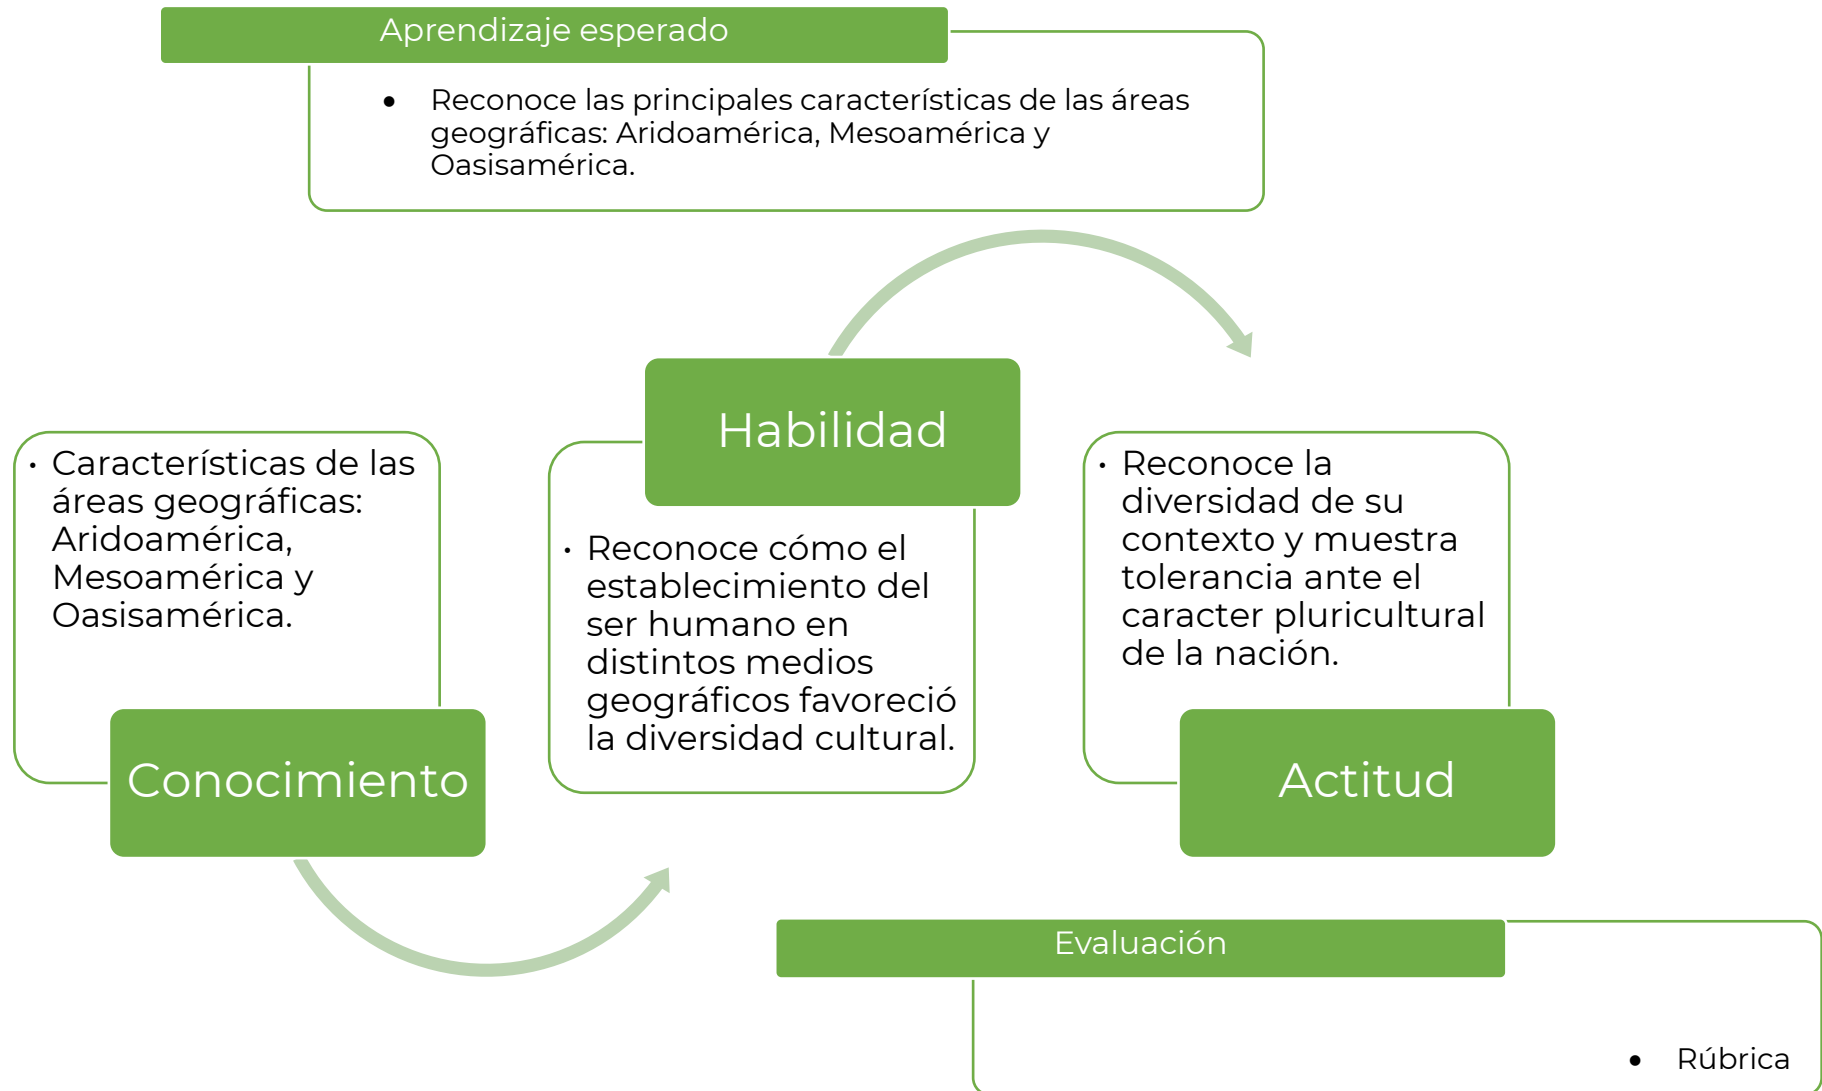 Aprendizaje esperado
• Reconoce las principales características de las áreas
geográficas: Aridoamérica, Mesoamérica y
Oasisamérica.
• Características de las
áreas geográficas:
Aridoamérica,
Mesoamérica y
Oasisamérica.
Conocimiento
Habilidad
• Reconoce cómo el
establecimiento del
ser humano en
distintos medios
geográficos favoreció
la diversidad cultural.
• Reconoce la
diversidad de su
contexto y muestra
tolerancia ante el
caracter pluricultural
de la nación.
Actitud
Evaluación
• Rúbrica